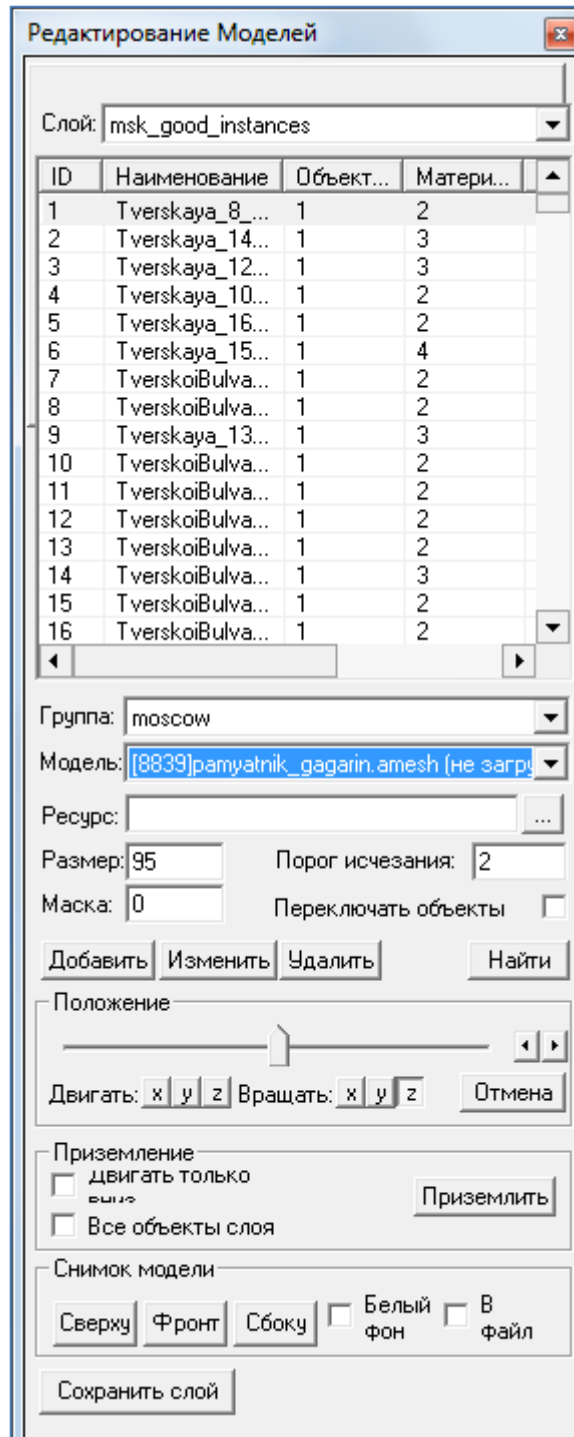 Редактирование Моделей
Слой: msk_good_instances
ID Наименование Объект... Матери...
1 Tverskaya_8_... 1 2
2 Tverskaya_14... 1 3
3 Tverskaya_12... 1 3
4 Tverskaya_10... 1 2
5 Tverskaya_16... 1 2
6 Tverskaya_15... 1 4
7 TverskoiBulva... 1 2
8 TverskoiBulva... 1 2
9 Tverskaya_13... 1 3
10 TverskoiBulva... 1 2
11 TverskoiBulva... 1 2
12 TverskoiBulva... 1 2
13 TverskoiBulva... 1 2
14 TverskoiBulva... 1 3
15 TverskoiBulva... 1 2
16 TverskoiBulva... 1 2
Группа: moscow
Модель: [8839]pamyatnik_gagarin.amesh (не загру
Ресурс: ...
Размер: 95 Порог исчезания: 2
Маска: 0 Переключать объекты
Добавить Изменить Удалить Найти
Положение
Двигать: x y z Вращать: x y z Отмена
Приземление
Двигать только
Приземлить
Все объекты слоя
Снимок модели
Сверху Фронт Сбоку Белый фон В файл
Сохранить слой